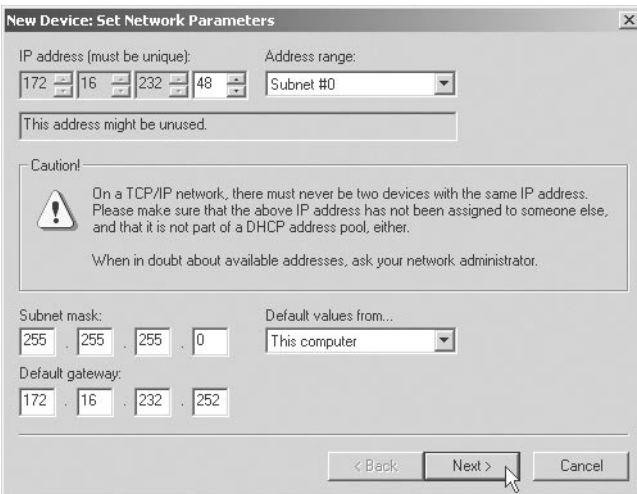 New Device: Set Network Parameters
IP address (must be unique): Address range:
172 16 232 48 Subnet #0
This address might be unused.
Caution!
On a TCP/IP network, there must never be two devices with the same IP address.
Please make sure that the above IP address has not been assigned to someone else,
and that it is not part of a DHCP address pool, either.
When in doubt about available addresses, ask your network administrator.
Subnet mask: Default values from...
255 . 255 . 255 . 0 This computer
Default gateway:
172 . 16 . 232 . 252
< Back Next > Cancel